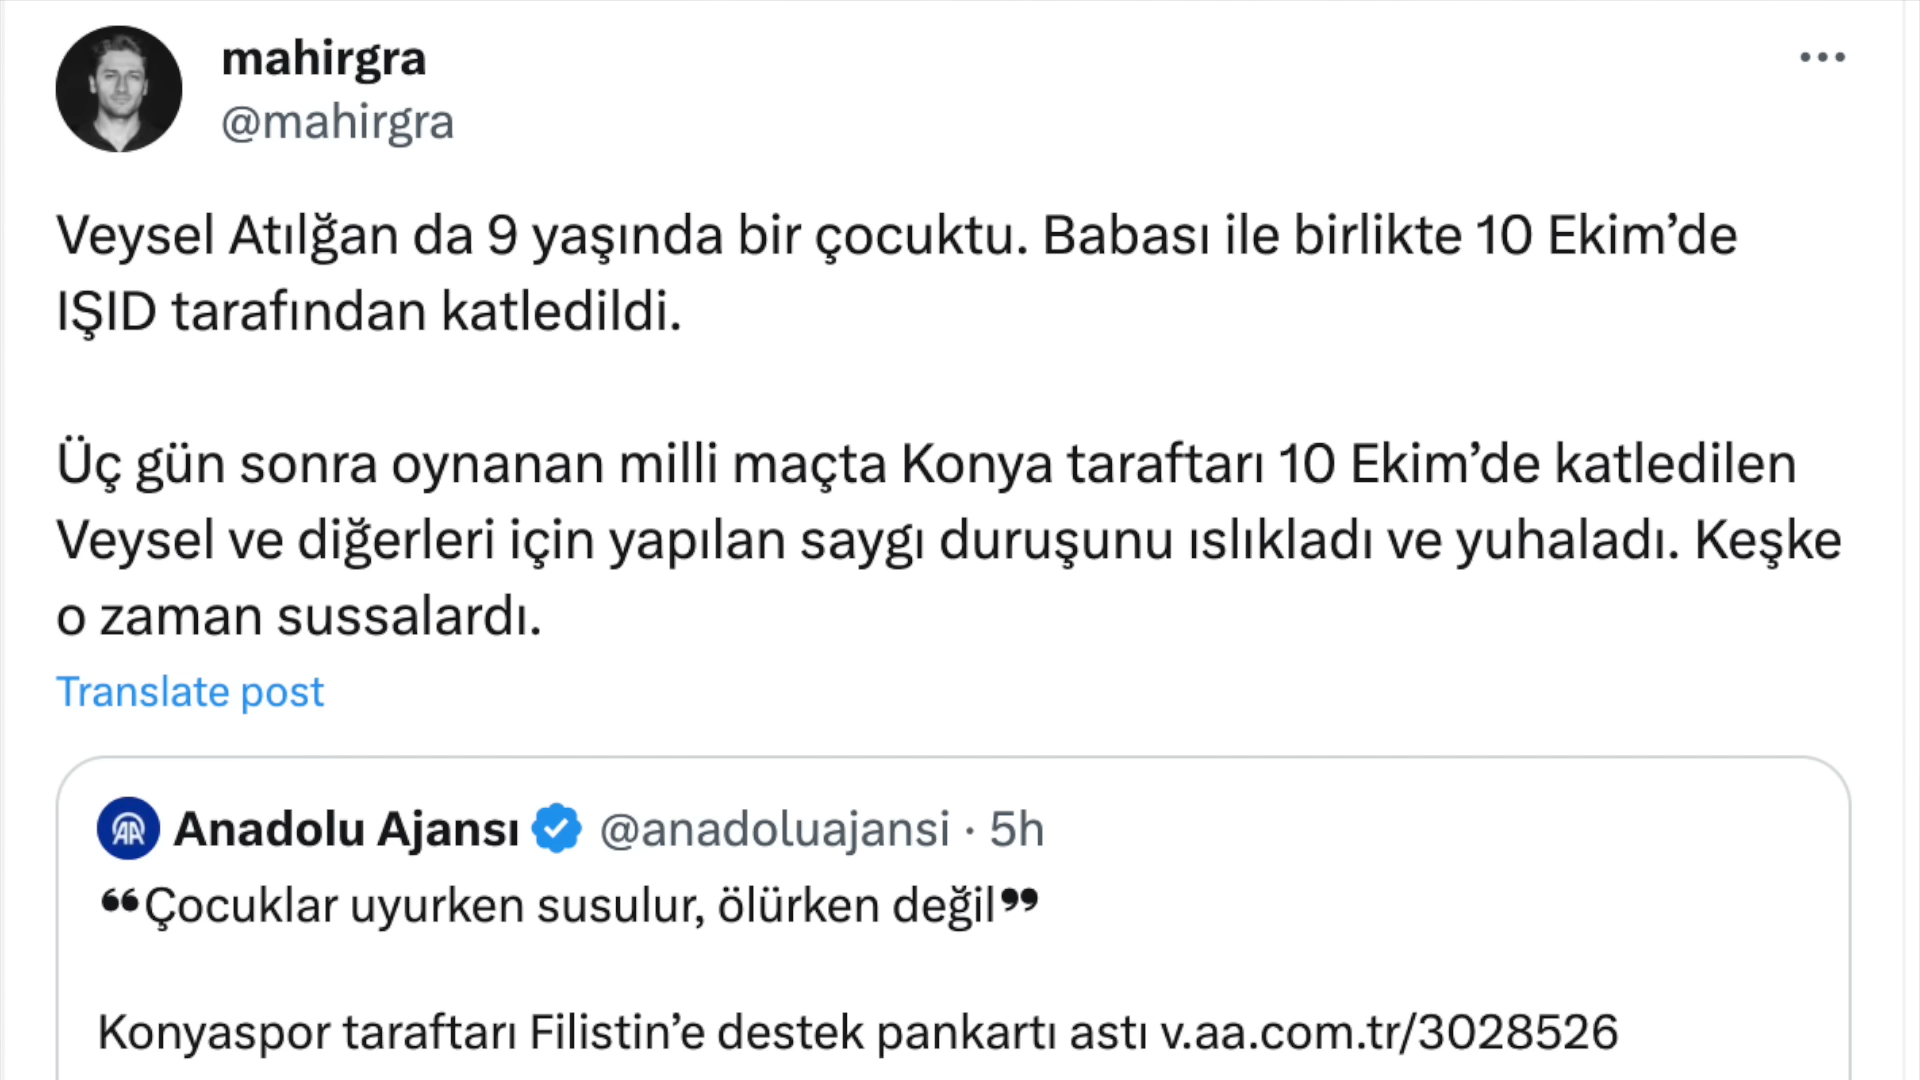 mahirgra
@mahirgra
Veysel Atılğan da 9 yaşında bir çocuktu. Babası ile birlikte 10 Ekim’de
IŞID tarafından katledildi.
Üç gün sonra oynanan milli maçta Konya taraftarı 10 Ekim’de katledilen
Veysel ve diğerleri için yapılan saygı duruşunu ıslıkladı ve yuhaladı. Keşke
o zaman sussalardı.
Translate post
AA Anadolu Ajansı @anadoluajansi · 5h
❝Çocuklar uyurken susulur, ölürken değil❞
Konyaspor taraftarı Filistin’e destek pankartı astı v.aa.com.tr/3028526